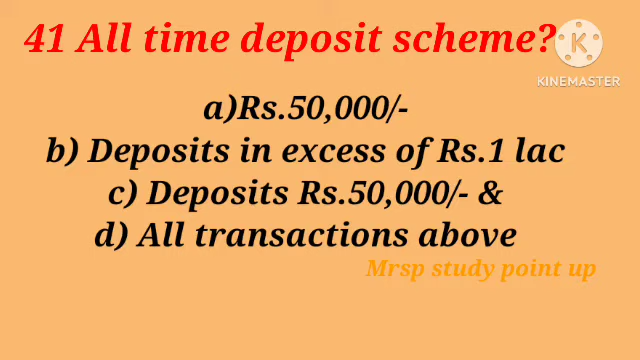 41 All time deposit scheme?
K
KINEMASTER
a)Rs.50,000/-
b) Deposits in excess of Rs.1 lac
c) Deposits Rs.50,000/- &
d) All transactions above
Mrsp study point up